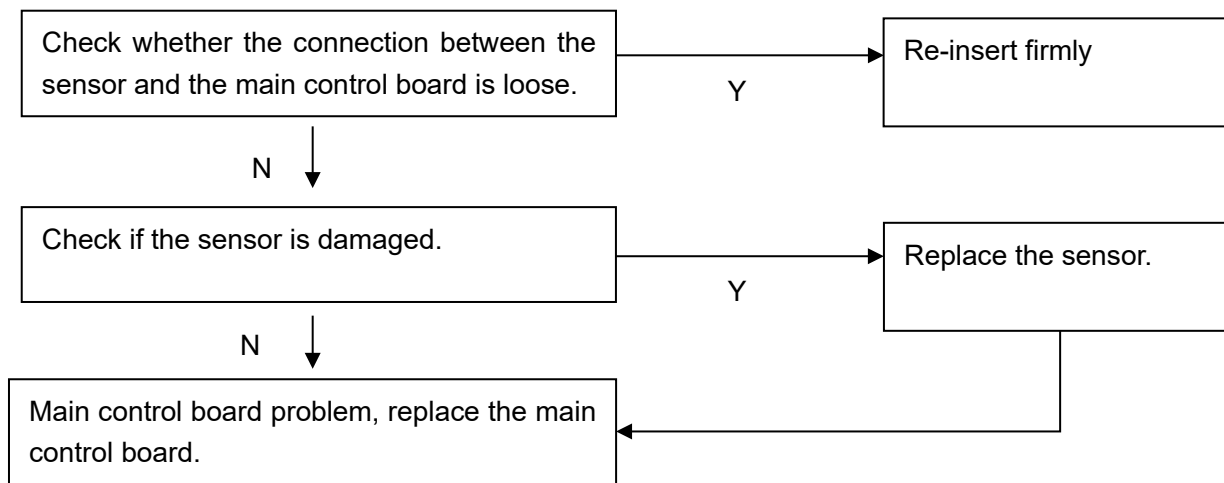 Check whether the connection between the
sensor and the main control board is loose.
Re-insert firmly
Y
N
Check if the sensor is damaged.
Replace the sensor.
Y
N
Main control board problem, replace the main
control board.